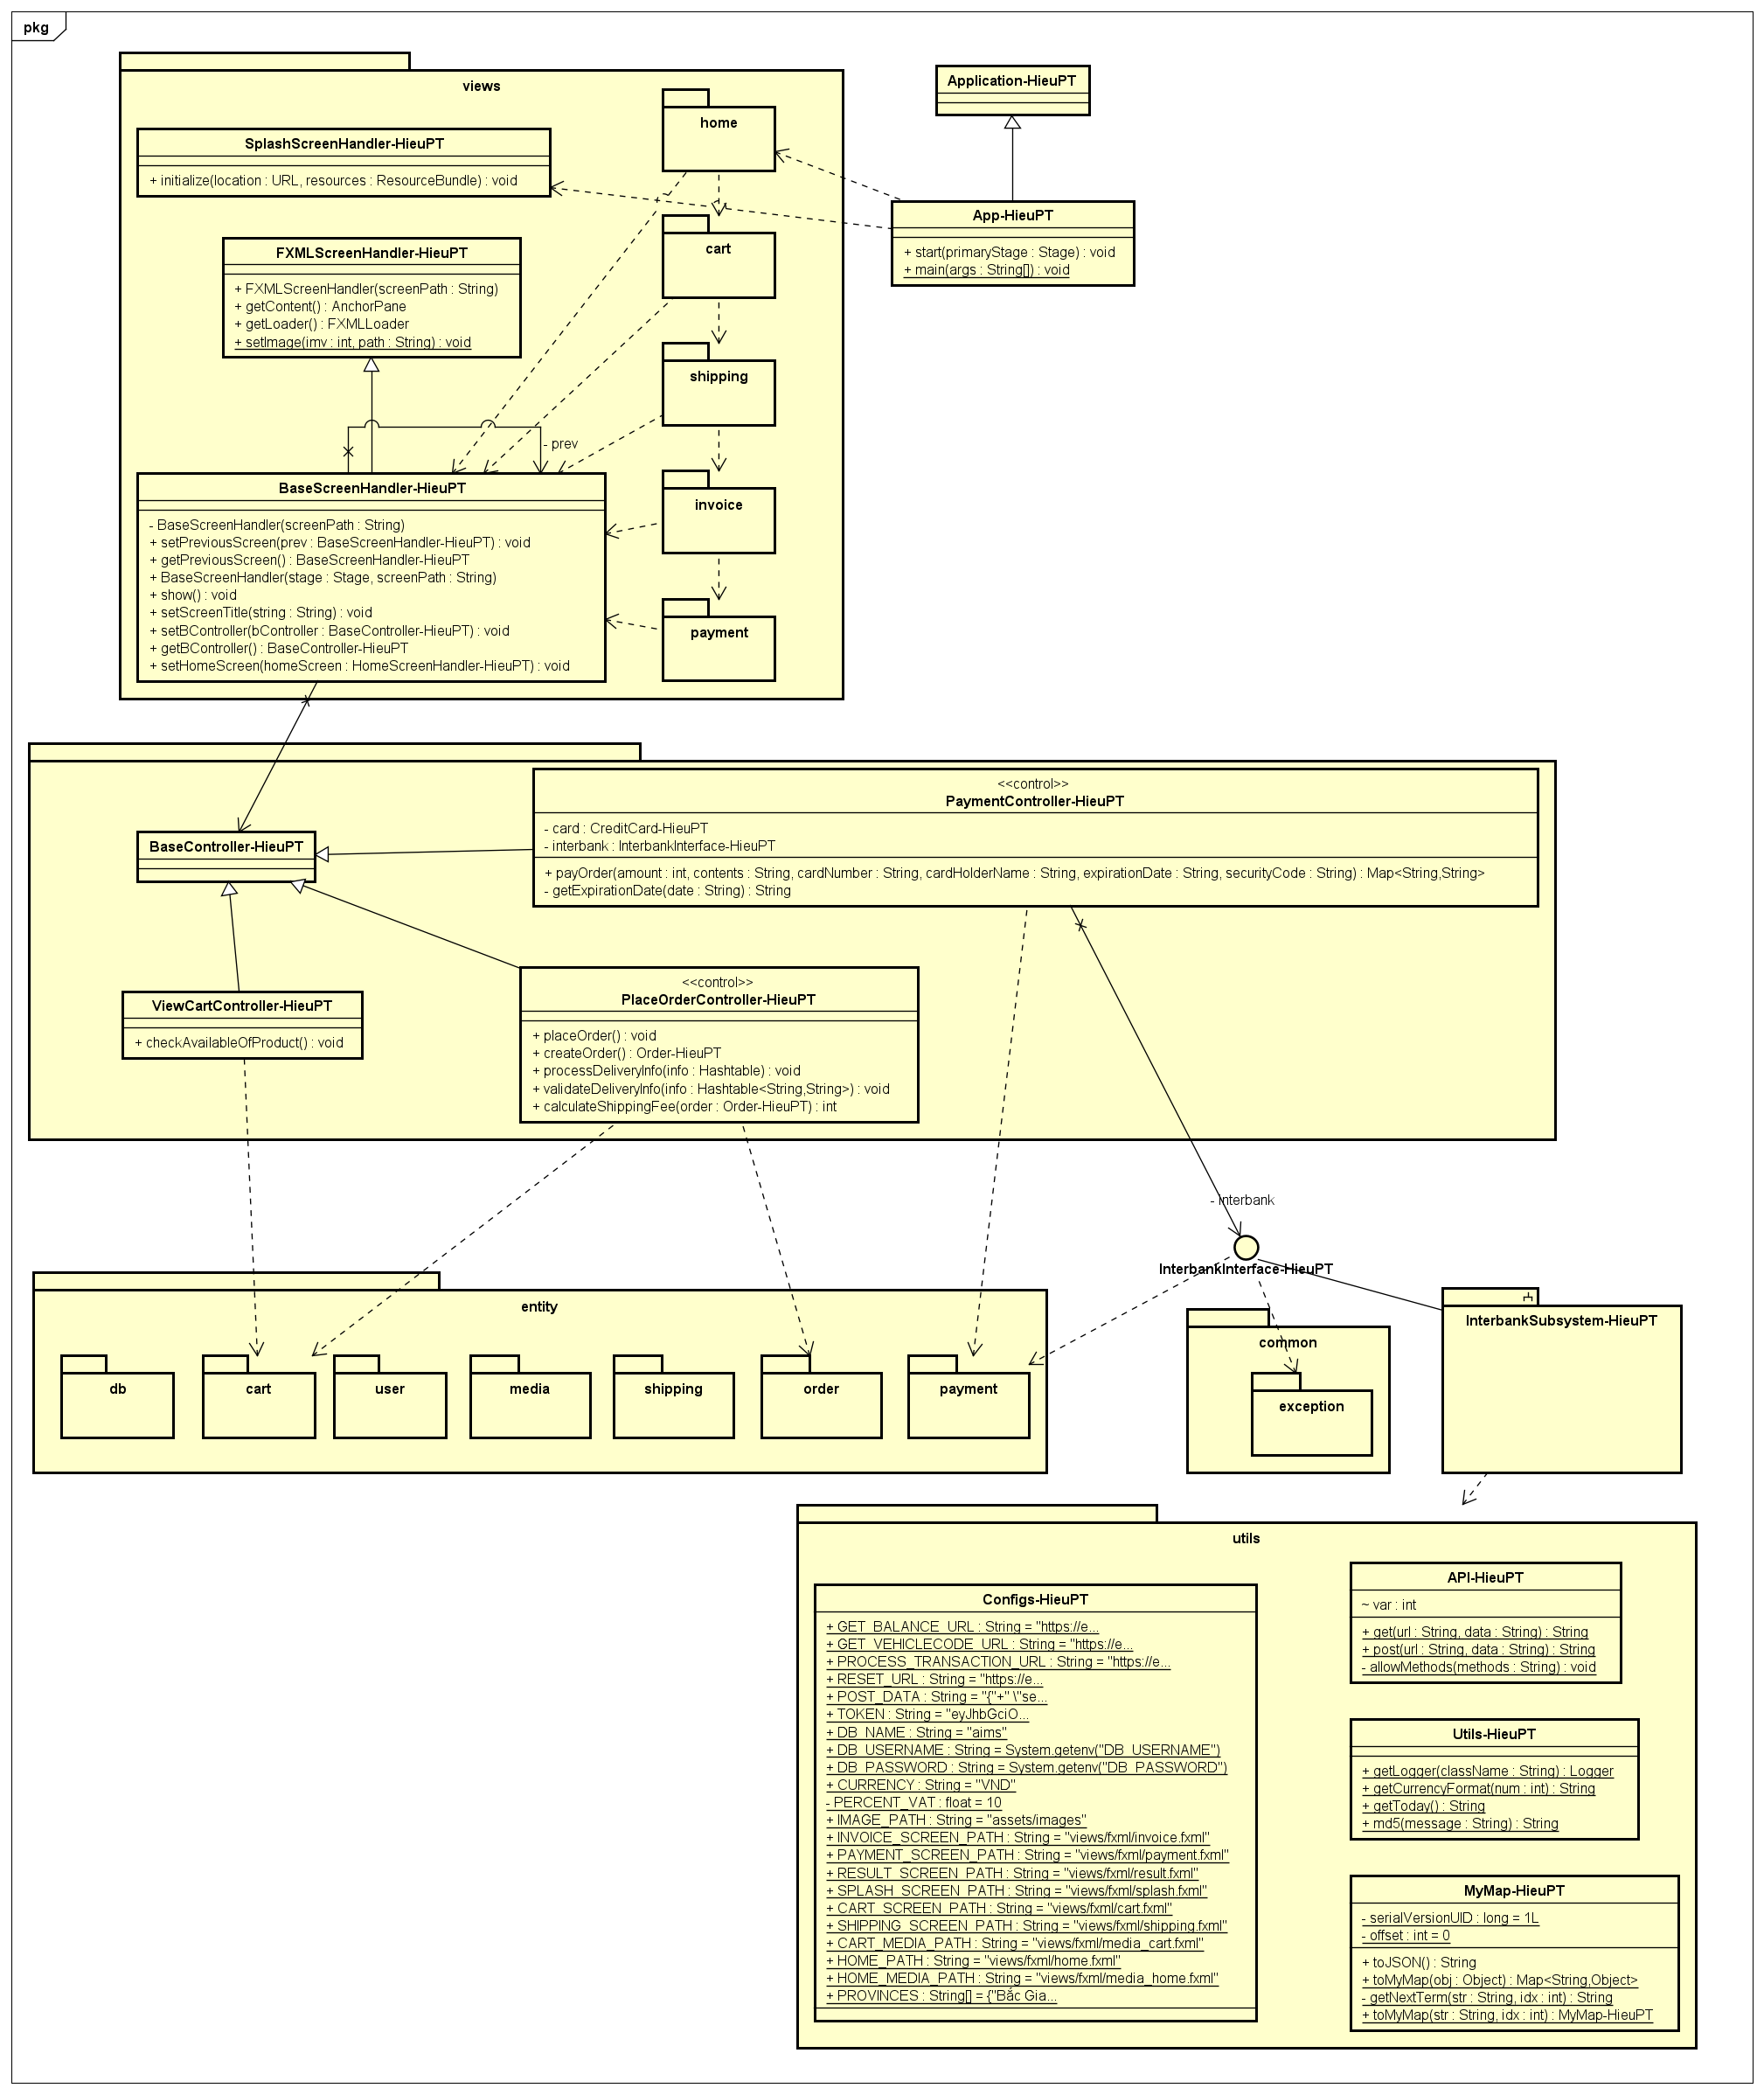 pkg
views
SplashScreenHandler-HieuPT
+ initialize(location : URL, resources : ResourceBundle) : void
FXMLScreenHandler-HieuPT
+ FXMLScreenHandler(screenPath : String)
+ getContent() : AnchorPane
+ getLoader() : FXMLLoader
+ setImage(imv : int, path : String) : void
- prev
BaseScreenHandler-HieuPT
- BaseScreenHandler(screenPath : String)
+ setPreviousScreen(prev : BaseScreenHandler-HieuPT) : void
+ getPreviousScreen() : BaseScreenHandler-HieuPT
+ BaseScreenHandler(stage : Stage, screenPath : String)
+ show() : void
+ setScreenTitle(string : String) : void
+ setBController(bController : BaseController-HieuPT) : void
+ getBController() : BaseController-HieuPT
+ setHomeScreen(homeScreen : HomeScreenHandler-HieuPT) : void
home
cart
shipping
invoice
payment
Application-HieuPT
App-HieuPT
+ start(primaryStage : Stage) : void
+ main(args : String[]) : void
<<control>>
PaymentController-HieuPT
- card : CreditCard-HieuPT
- interbank : InterbankInterface-HieuPT
+ payOrder(amount : int, contents : String, cardNumber : String, cardHolderName : String, expirationDate : String, securityCode : String) : Map<String,String>
- getExpirationDate(date : String) : String
BaseController-HieuPT
ViewCartController-HieuPT
+ checkAvailableOfProduct() : void
<<control>>
PlaceOrderController-HieuPT
+ placeOrder() : void
+ createOrder() : Order-HieuPT
+ processDeliveryInfo(info : Hashtable) : void
+ validateDeliveryInfo(info : Hashtable<String,String>) : void
+ calculateShippingFee(order : Order-HieuPT) : int
- interbank
InterbankInterface-HieuPT
entity
db
cart
user
media
shipping
order
payment
common
exception
InterbankSubsystem-HieuPT
utils
Configs-HieuPT
+ GET_BALANCE_URL : String = "https://e...
+ GET_VEHICLECODE_URL : String = "https://e...
+ PROCESS_TRANSACTION_URL : String = "https://e...
+ RESET_URL : String = "https://e...
+ POST_DATA : String = "{"+" \"se...
+ TOKEN : String = "eyJhbGciO...
+ DB_NAME : String = "aims"
+ DB_USERNAME : String = System.getenv("DB_USERNAME")
+ DB_PASSWORD : String = System.getenv("DB_PASSWORD")
+ CURRENCY : String = "VND"
- PERCENT_VAT : float = 10
+ IMAGE_PATH : String = "assets/images"
+ INVOICE_SCREEN_PATH : String = "views/fxml/invoice.fxml"
+ PAYMENT_SCREEN_PATH : String = "views/fxml/payment.fxml"
+ RESULT_SCREEN_PATH : String = "views/fxml/result.fxml"
+ SPLASH_SCREEN_PATH : String = "views/fxml/splash.fxml"
+ CART_SCREEN_PATH : String = "views/fxml/cart.fxml"
+ SHIPPING_SCREEN_PATH : String = "views/fxml/shipping.fxml"
+ CART_MEDIA_PATH : String = "views/fxml/media_cart.fxml"
+ HOME_PATH : String = "views/fxml/home.fxml"
+ HOME_MEDIA_PATH : String = "views/fxml/media_home.fxml"
+ PROVINCES : String[] = {"Bắc Gia...
API-HieuPT
~ var : int
+ get(url : String, data : String) : String
+ post(url : String, data : String) : String
- allowMethods(methods : String) : void
Utils-HieuPT
+ getLogger(className : String) : Logger
+ getCurrencyFormat(num : int) : String
+ getToday() : String
+ md5(message : String) : String
MyMap-HieuPT
- serialVersionUID : long = 1L
- offset : int = 0
+ toJSON() : String
+ toMyMap(obj : Object) : Map<String,Object>
- getNextTerm(str : String, idx : int) : String
+ toMyMap(str : String, idx : int) : MyMap-HieuPT